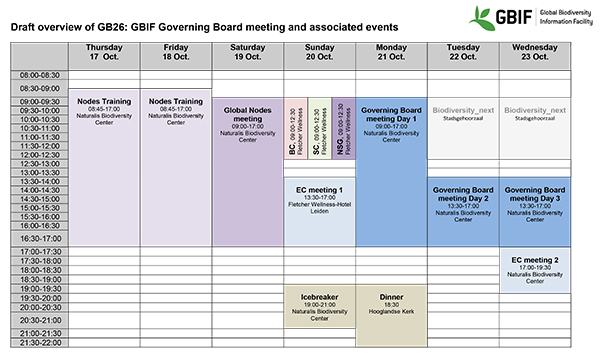 Draft overview of GB26: GBIF Governing Board meeting and associated events
GBIF
Global Biodiversity
Information Facility
Thursday
17 Oct.
Friday
18 Oct.
Saturday
19 Oct.
Sunday
20 Oct.
Monday
21 Oct.
Tuesday
22 Oct.
Wednesday
23 Oct.
08:00-08:30
08:30-09:00
09:00-09:30
09:30-10:00
10:00-10:30
10:30-11:00
11:00-11:30
11:30-12:00
12:00-12:30
12:30-13:00
13:00-13:30
13:30-14:00
14:00-14:30
14:30-15:00
15:00-15:30
15:30-16:00
16:00-16:30
16:30-17:00
17:00-17:30
17:30-18:00
18:00-18:30
18:30-19:00
19:00-19:30
19:30-20:00
20:00-20:30
20:30-21:00
21:00-21:30
21:30-22:00
Nodes Training
08:45-17:00
Naturalis Biodiversity
Center
Nodes Training
08:45-17:00
Naturalis Biodiversity
Center
Global Nodes
meeting
09:00-17:00
Naturalis Biodiversity
Center
BC, 09:00-12:30
Fletcher Wellness
SC, 09:00-12:30
Fletcher Wellness
NSG, 09:00-12:30
Fletcher Wellness
EC meeting 1
13:30-17:00
Fletcher Wellness-Hotel
Leiden
Icebreaker
19:00-21:00
Naturalis Biodiversity
Center
Governing Board
meeting Day 1
09:00-17:00
Naturalis Biodiversity
Center
Dinner
18:30
Hooglandse Kerk
Biodiversity_next
Stadsgehoorzaal
Governing Board
meeting Day 2
13:30-17:00
Naturalis Biodiversity
Center
Biodiversity_next
Stadsgehoorzaal
Governing Board
meeting Day 3
13:30-17:00
Naturalis Biodiversity
Center
EC meeting 2
17:00-19:30
Naturalis Biodiversity
Center